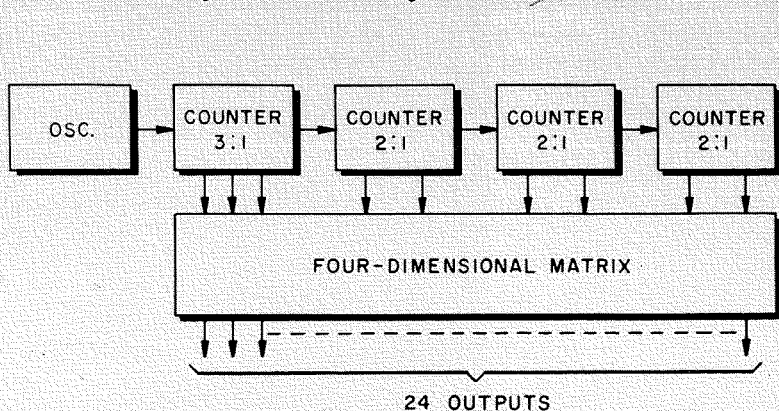 OSC.
COUNTER
3:1
COUNTER
2:1
COUNTER
2:1
COUNTER
2:1
FOUR-DIMENSIONAL MATRIX
24 OUTPUTS